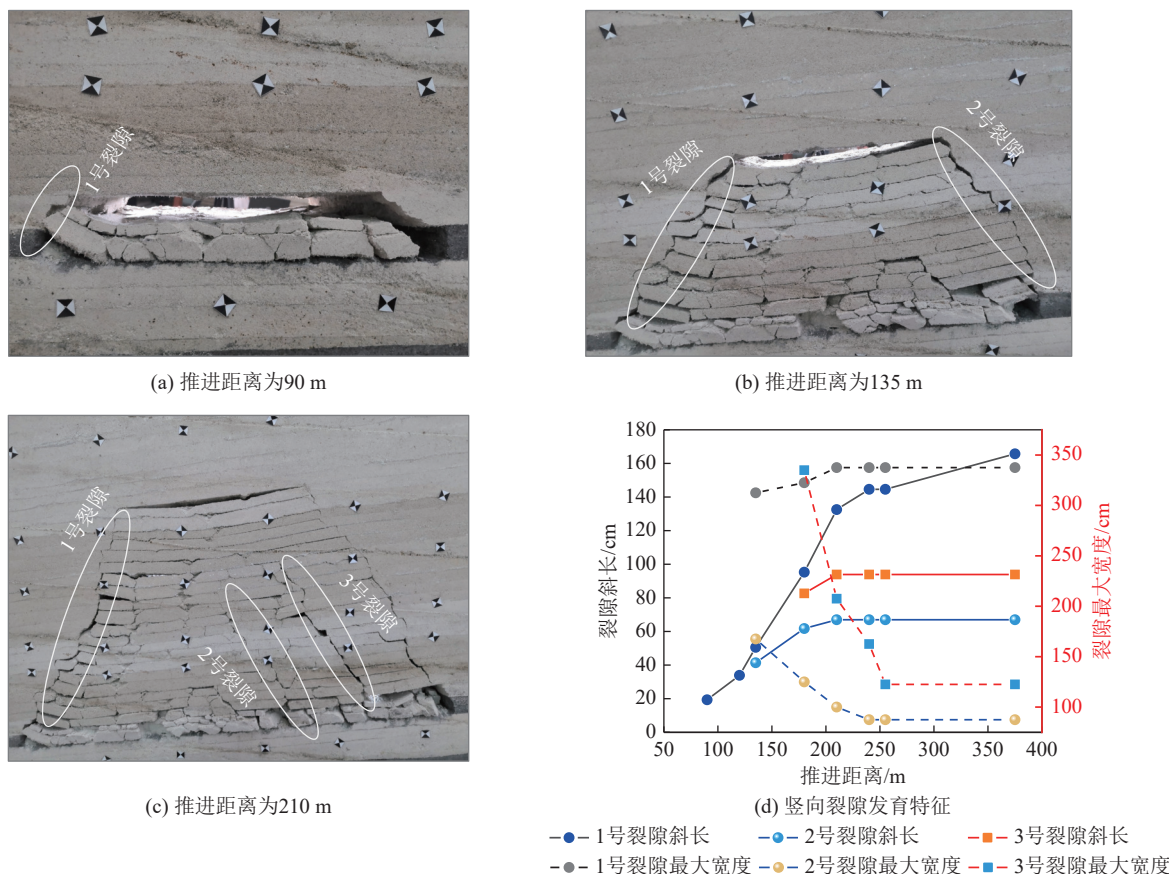 1号裂隙
1号裂隙
2号裂隙
(a) 推进距离为90 m
(b) 推进距离为135 m
1号裂隙
2号裂隙
3号裂隙
裂隙斜长/cm
180
160
140
120
100
80
60
40
20
0
350
300
250
200
150
100
裂隙最大宽度/cm
50 100 150 200 250 300 350 400
推进距离/m
(c) 推进距离为210 m
(d) 竖向裂隙发育特征
1号裂隙斜长 2号裂隙斜长 3号裂隙斜长
1号裂隙最大宽度 2号裂隙最大宽度 3号裂隙最大宽度